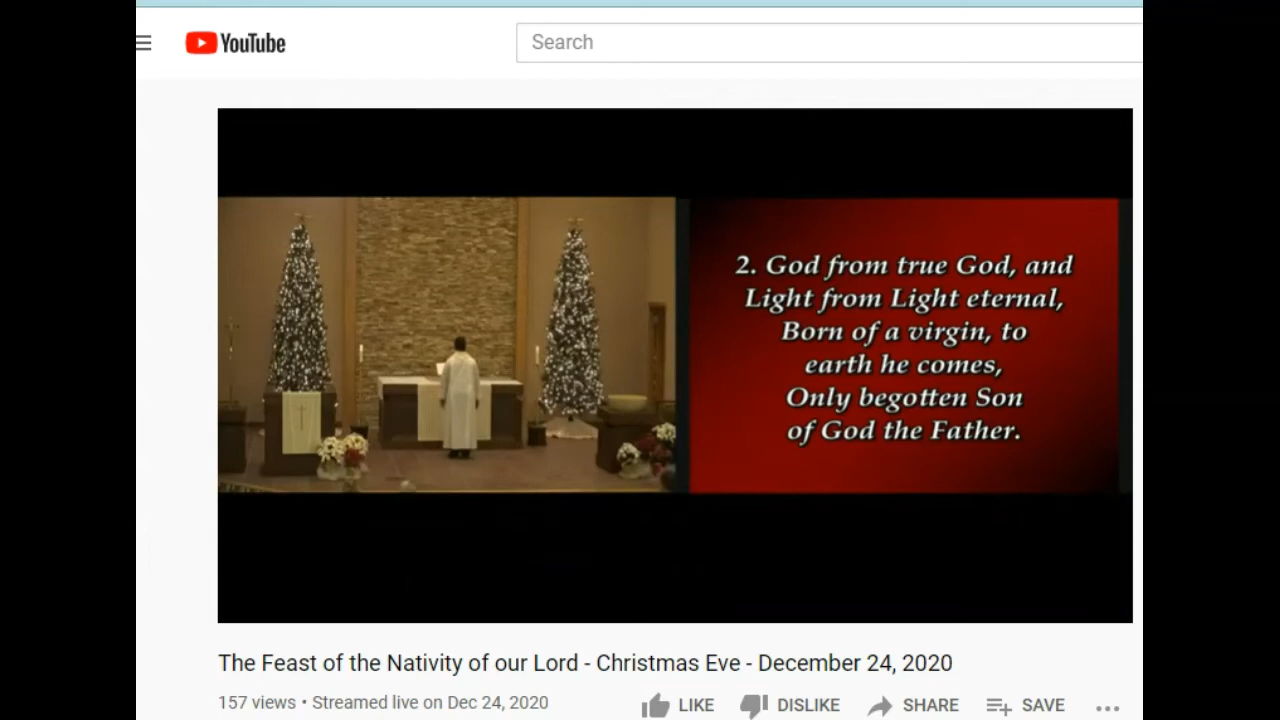 YouTube
Search
2. God from true God, and
Light from Light eternal,
Born of a virgin, to
earth he comes,
Only begotten Son
of God the Father.
The Feast of the Nativity of our Lord - Christmas Eve - December 24, 2020
157 views • Streamed live on Dec 24, 2020 LIKE DISLIKE SHARE SAVE